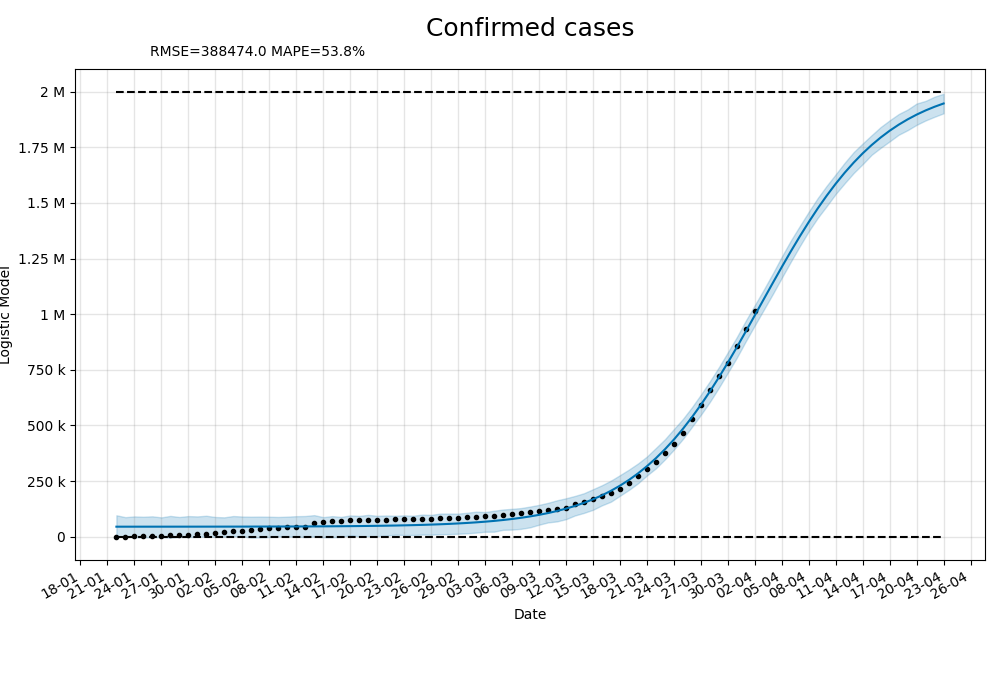 Confirmed cases
RMSE=388474.0 MAPE=53.8%
2 M
1.75 M
1.5 M
1.25 M
1 M
750 k
500 k
250 k
0
Logistic Model
18-01 21-01 24-01 27-01 30-01 02-02 05-02 08-02 11-02 14-02 17-02 20-02 23-02 26-02 29-02 03-03 06-03 09-03 12-03 15-03 18-03 21-03 24-03 27-03 30-03 02-04 05-04 08-04 11-04 14-04 17-04 20-04 23-04 26-04
Date